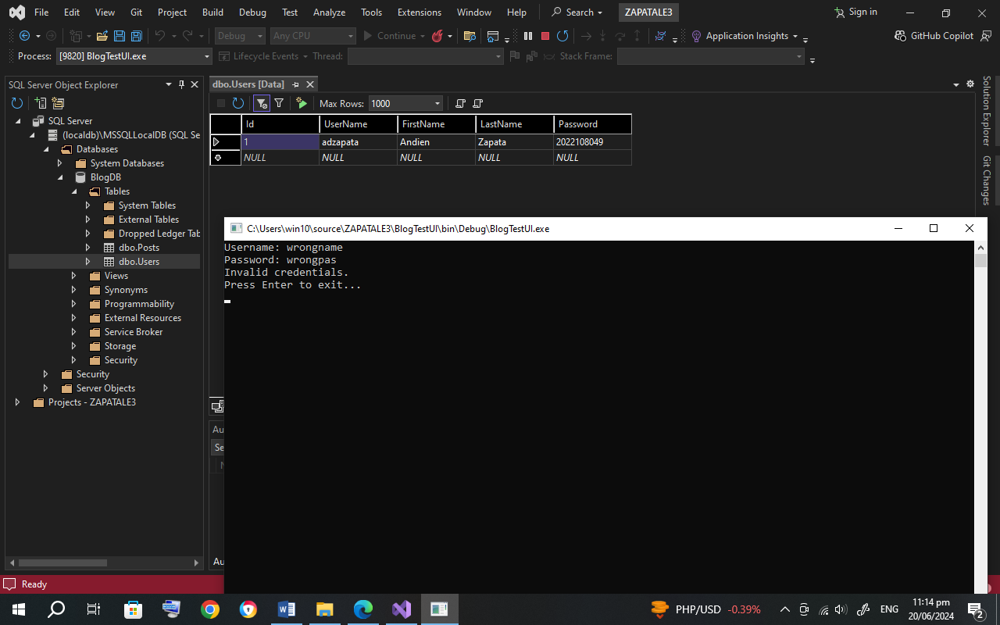 File Edit View Git Project Build Debug Test Analyze Tools Extensions Window Help Search ZAPATALE3 Sign in
Debug Any CPU Continue Application Insights GitHub Copilot
Process: [9820] BlogTestUI.exe Lifecycle Events Thread: Stack Frame:
SQL Server Object Explorer
SQL Server
(localdb)\MSSQLLocalDB (SQL Se
Databases
System Databases
BlogDB
Tables
System Tables
External Tables
Dropped Ledger Tab
dbo.Posts
dbo.Users
Views
Synonyms
Programmability
External Resources
Service Broker
Storage
Security
Security
Server Objects
Projects - ZAPATALE3
dbo.Users [Data]
Max Rows: 1000
Id UserName FirstName LastName Password
1 adzapata Andien Zapata 2022108049
NULL NULL NULL NULL NULL
Solution Explorer
Git Changes
C:\Users\win10\source\ZAPATALE3\BlogTestUI\bin\Debug\BlogTestUI.exe
Username: wrongname
Password: wrongpas
Invalid credentials.
Press Enter to exit...
Au
Se
Au
Ready
PHP/USD -0.39% ENG 11:14 pm
20/06/2024
2